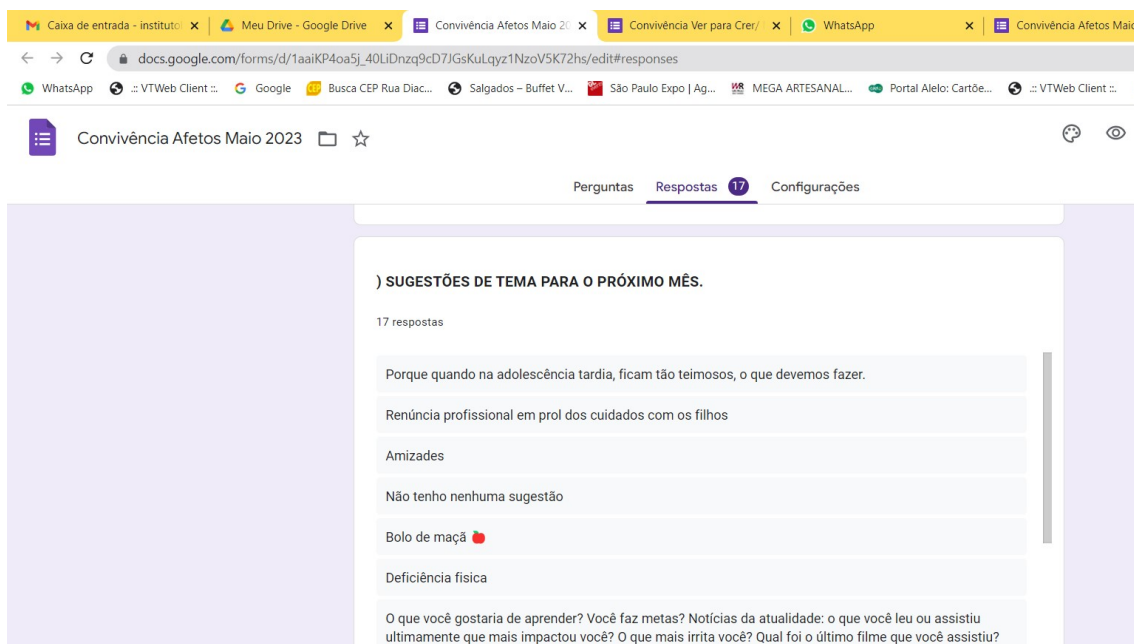 Caixa de entrada - instituto
Meu Drive - Google Drive
Convivência Afetos Maio 20
Convivência Ver para Crer/
WhatsApp
Convivência Afetos Maio
docs.google.com/forms/d/1aaiKP4oa5j_40LiDnzq9cD7JGsKuLqyz1NzoV5K72hs/edit#responses
WhatsApp
.:: VTWeb Client ::.
Google
Busca CEP Rua Diac...
Salgados – Buffet V...
São Paulo Expo | Ag...
MEGA ARTESANAL...
Portal Alelo: Cartõe...
.:: VTWeb Client ::.
Convivência Afetos Maio 2023
Perguntas
Respostas 17
Configurações
) SUGESTÕES DE TEMA PARA O PRÓXIMO MÊS.
17 respostas
Porque quando na adolescência tardia, ficam tão teimosos, o que devemos fazer.
Renúncia profissional em prol dos cuidados com os filhos
Amizades
Não tenho nenhuma sugestão
Bolo de maçã 🍎
Deficiência fisica
O que você gostaria de aprender? Você faz metas? Notícias da atualidade: o que você leu ou assistiu
ultimamente que mais impactou você? O que mais irrita você? Qual foi o último filme que você assistiu?